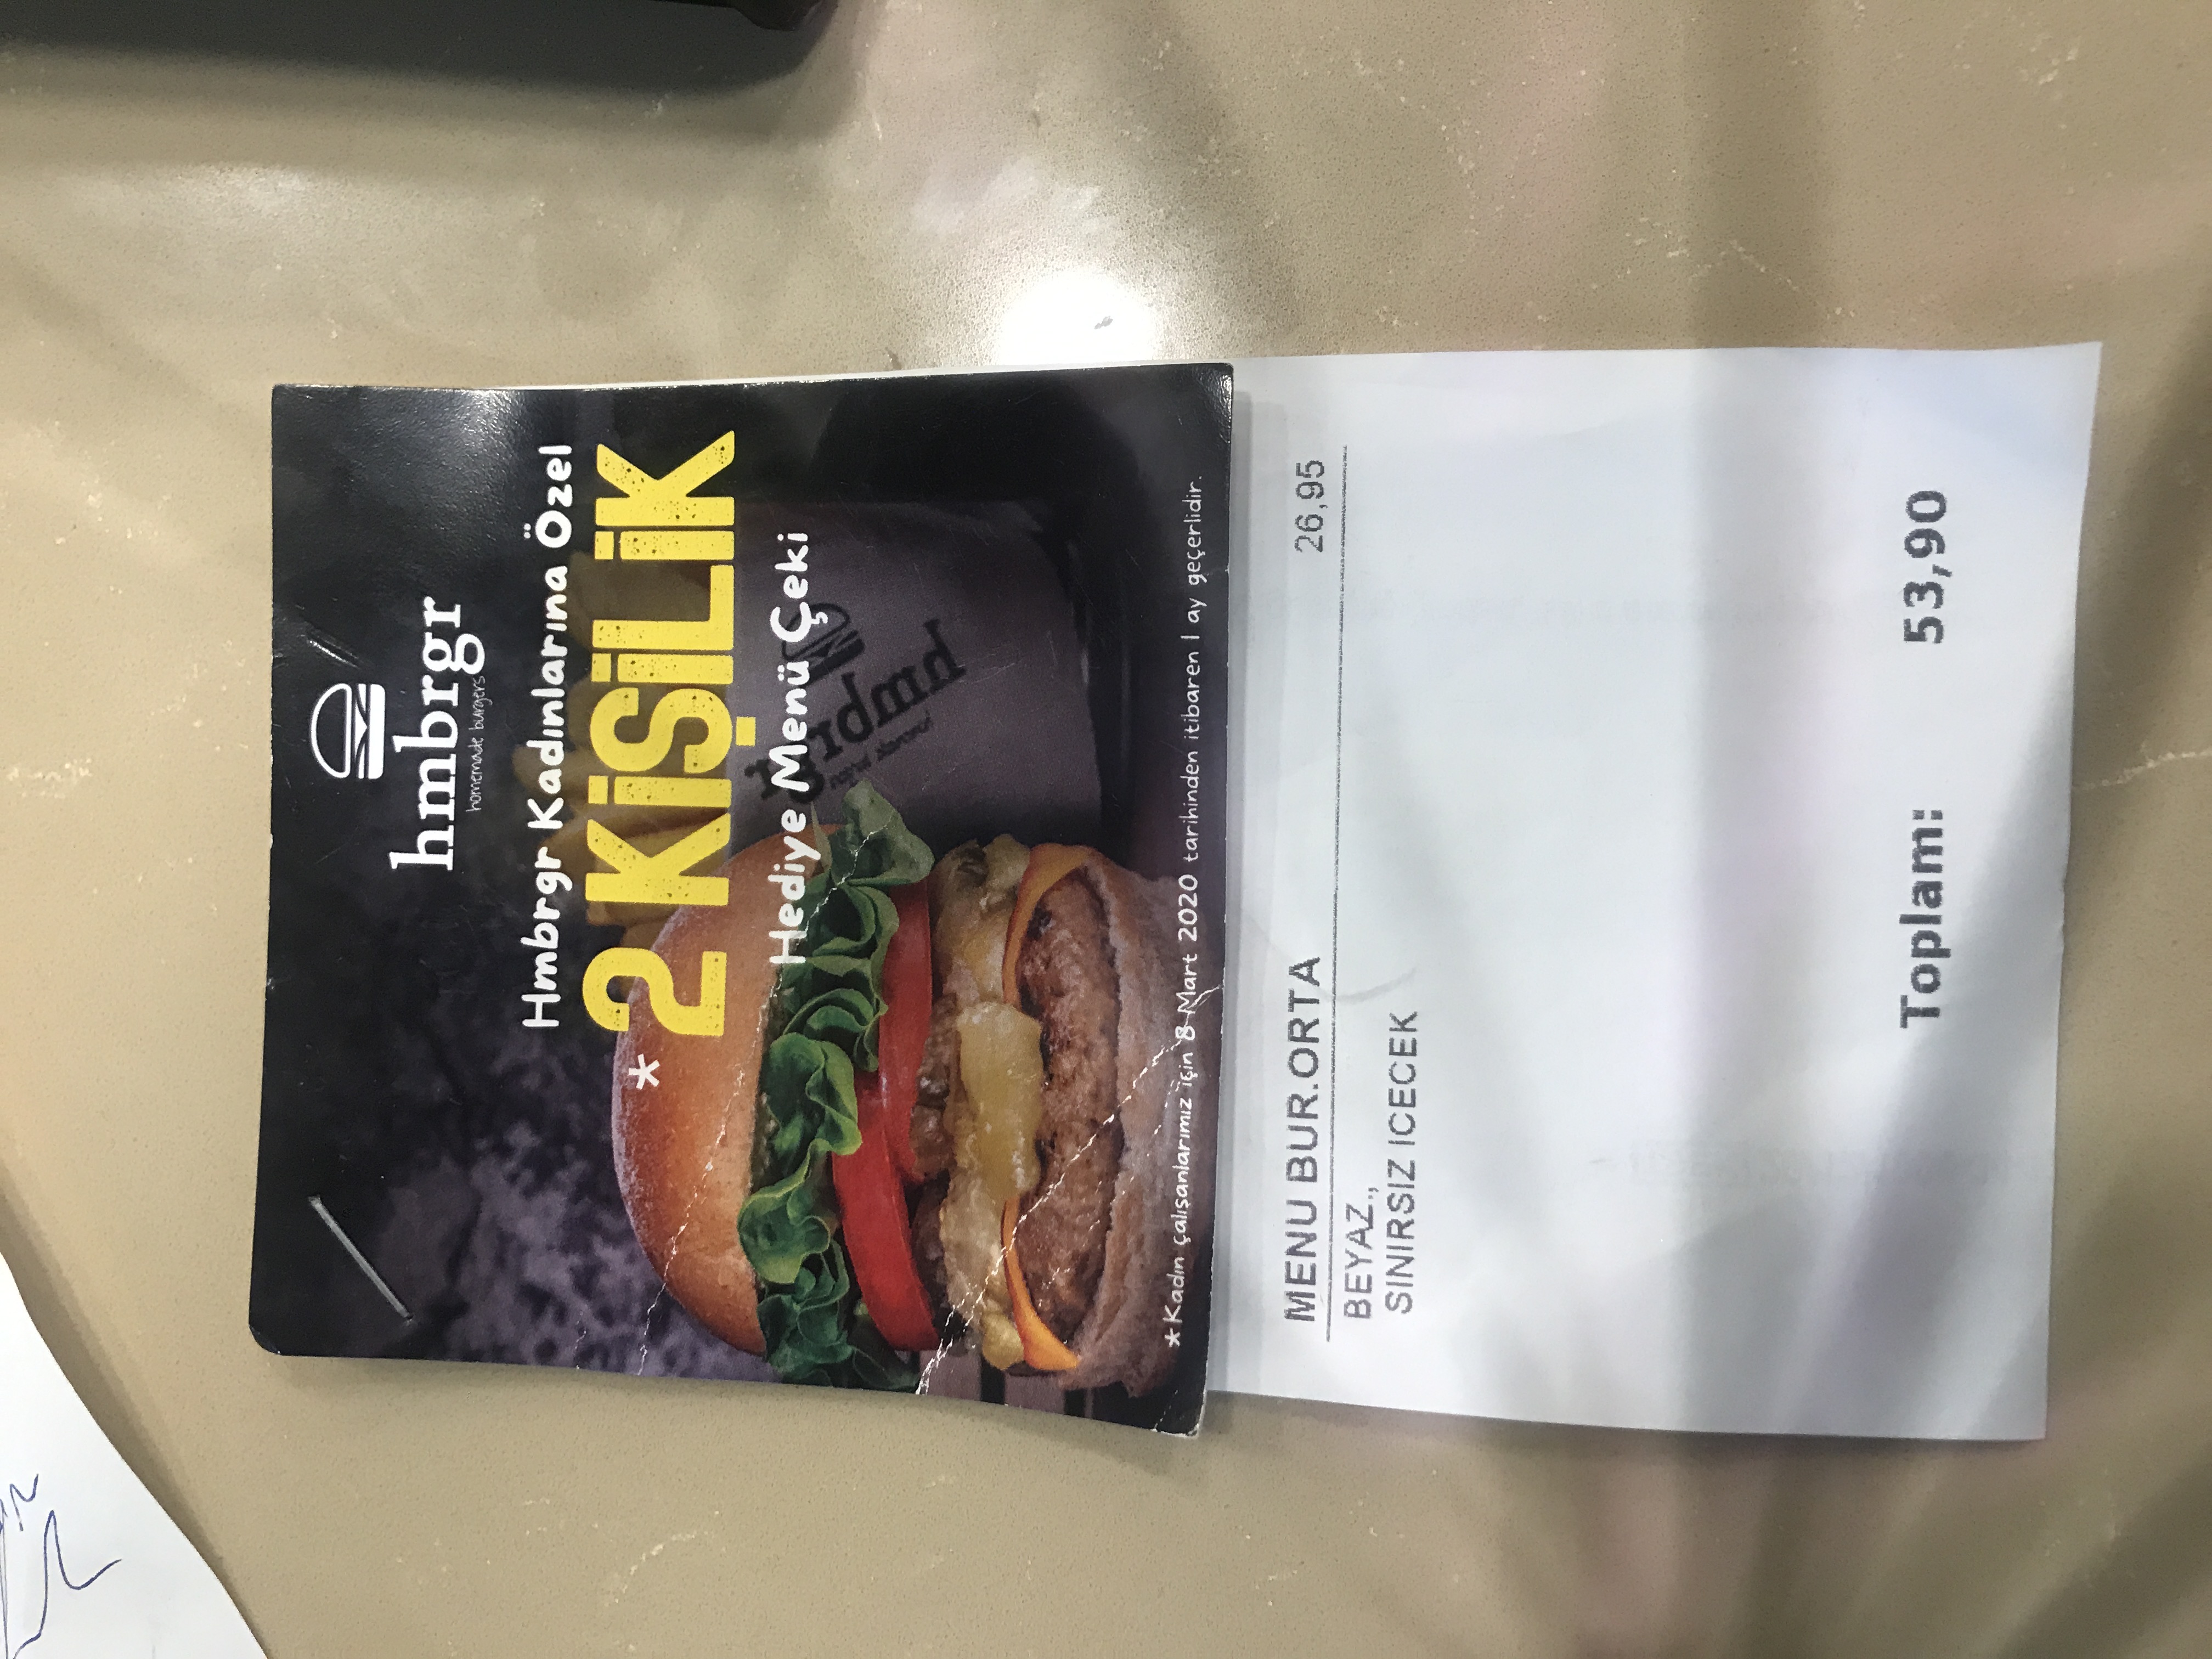 hmbrgr
homemade burgers
Hmbrgr Kadınlarına Özel
* 2 KİŞİLİK
Hediye Menü Çeki
hmbrgr
*Kadın çalışanlarımız için 8 Mart 2020 tarihinden itibaren 1 ay geçerlidir.
MENU BUR.ORTA 26,95
BEYAZ.,
SINIRSIZ ICECEK
Toplam: 53,90